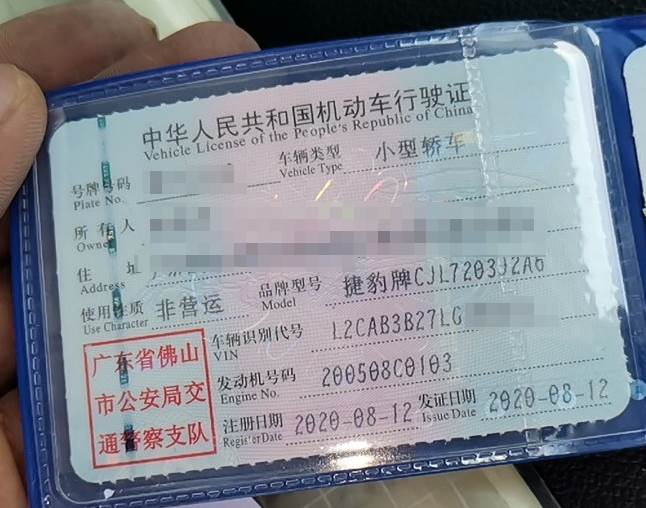 中华人民共和国机动车行驶证
Vehicle License of the People's Republic of China
号牌号码
Plate No.
车辆类型 小型轿车
Vehicle Type
所有人
Owner
住址
Address
使用性质 非营运
Use Character
品牌型号 捷豹牌CJL7203J2A6
Model
车辆识别代号 L2CAB3B27LG
VIN
发动机号码 200508C0103
Engine No.
注册日期 2020-08-12
Register Date
发证日期 2020-08-12
Issue Date
广东省佛山
市公安局交
通警察支队